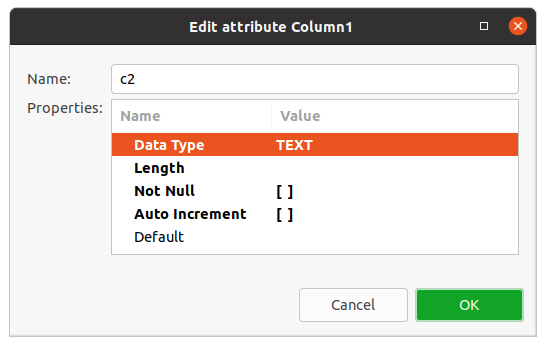 Edit attribute Column1
Name: c2
Properties:
Name Value
Data Type TEXT
Length
Not Null [ ]
Auto Increment [ ]
Default
Cancel OK